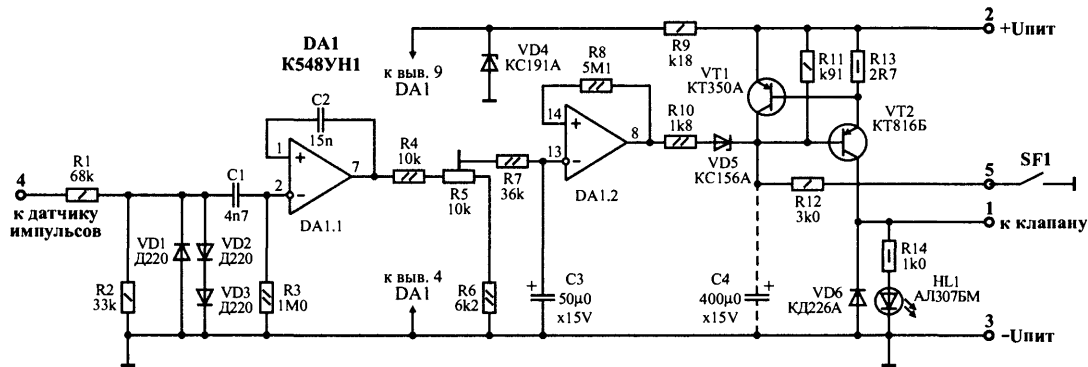 DA1
К548УН1
к выв. 9
DA1
VD4
КС191А
R9
k18
2
+Uпит
R8
5M1
VT1
КТ350А
R11
k91
R13
2R7
C2
15n
1
+
7
2
DA1.1
R4
10k
R5
10k
R7
36k
14
+
8
13
DA1.2
R10
1k8
VD5
КС156А
VT2
КТ816Б
4
R1
68k
к датчику
импульсов
C1
4n7
5
SF1
R12
3k0
1
к клапану
VD1
Д220
VD2
Д220
R2
33k
VD3
Д220
R3
1M0
к выв. 4
DA1
R6
6k2
+
C3
50µ0
x15V
+
C4
400µ0
x15V
VD6
КД226А
R14
1k0
HL1
АЛ307БМ
3
-Uпит